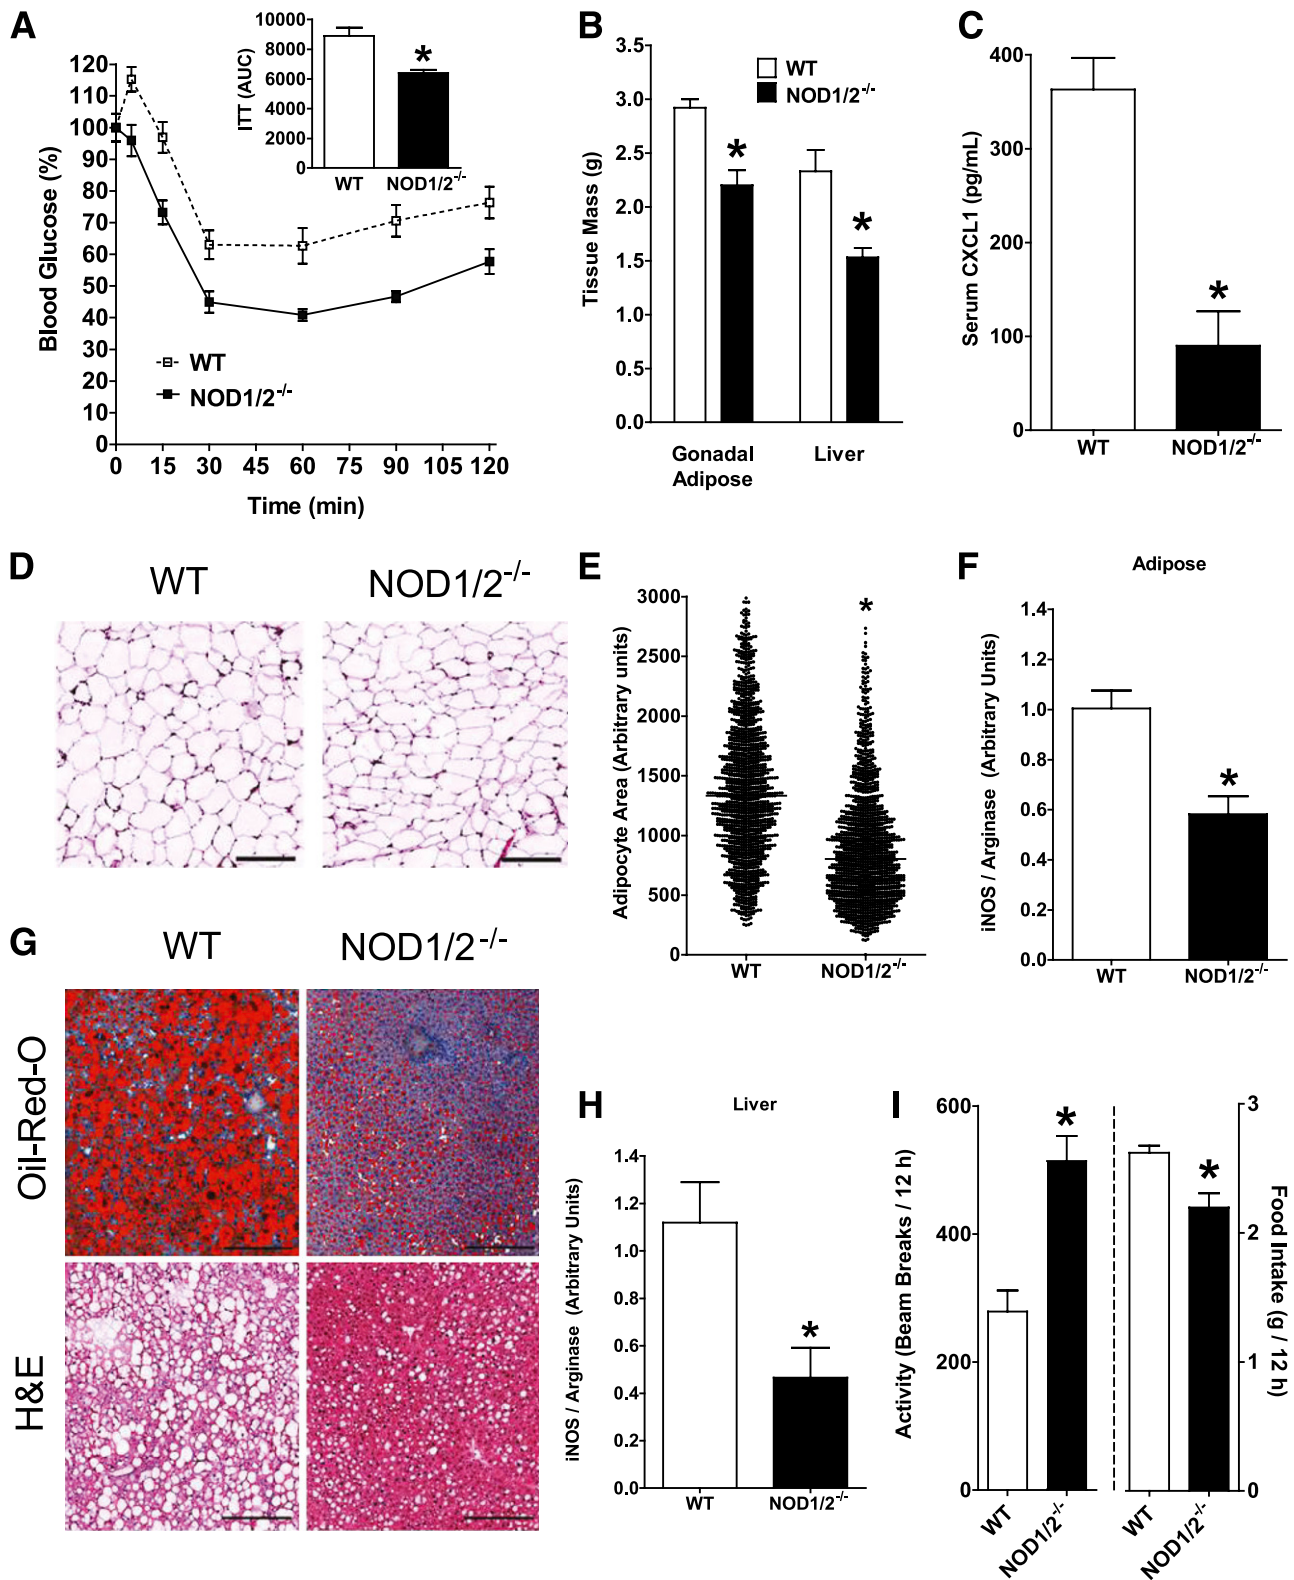 A
120
110
100
90
80
70
60
50
40
30
20
10
0
Blood Glucose (%)
0 15 30 45 60 75 90 105 120
Time (min)
WT
NOD1/2-/-
10000
8000
6000
4000
2000
0
ITT (AUC)
*
WT NOD1/2-/-
B
3.5
3.0
2.5
2.0
1.5
1.0
0.5
0.0
Tissue Mass (g)
WT
NOD1/2-/-
* *
Gonadal Adipose
Liver
C
400
300
200
100
0
Serum CXCL1 (pg/mL)
*
WT NOD1/2-/-
D
WT NOD1/2-/-
E
3000
2500
2000
1500
1000
500
0
Adipocyte Area (Arbitrary units)
*
WT NOD1/2-/-
F
Adipose
1.4
1.2
1.0
0.8
0.6
0.4
0.2
0.0
iNOS / Arginase (Arbitrary Units)
*
WT NOD1/2-/-
G
WT NOD1/2-/-
Oil-Red-O
H&E
H
Liver
1.4
1.2
1.0
0.8
0.6
0.4
0.2
0.0
iNOS / Arginase (Arbitrary Units)
*
WT NOD1/2-/-
I
600
400
200
0
Activity (Beam Breaks / 12 h)
*
WT NOD1/2-/-
*
WT NOD1/2-/-
3
2
1
0
Food Intake (g / 12 h)